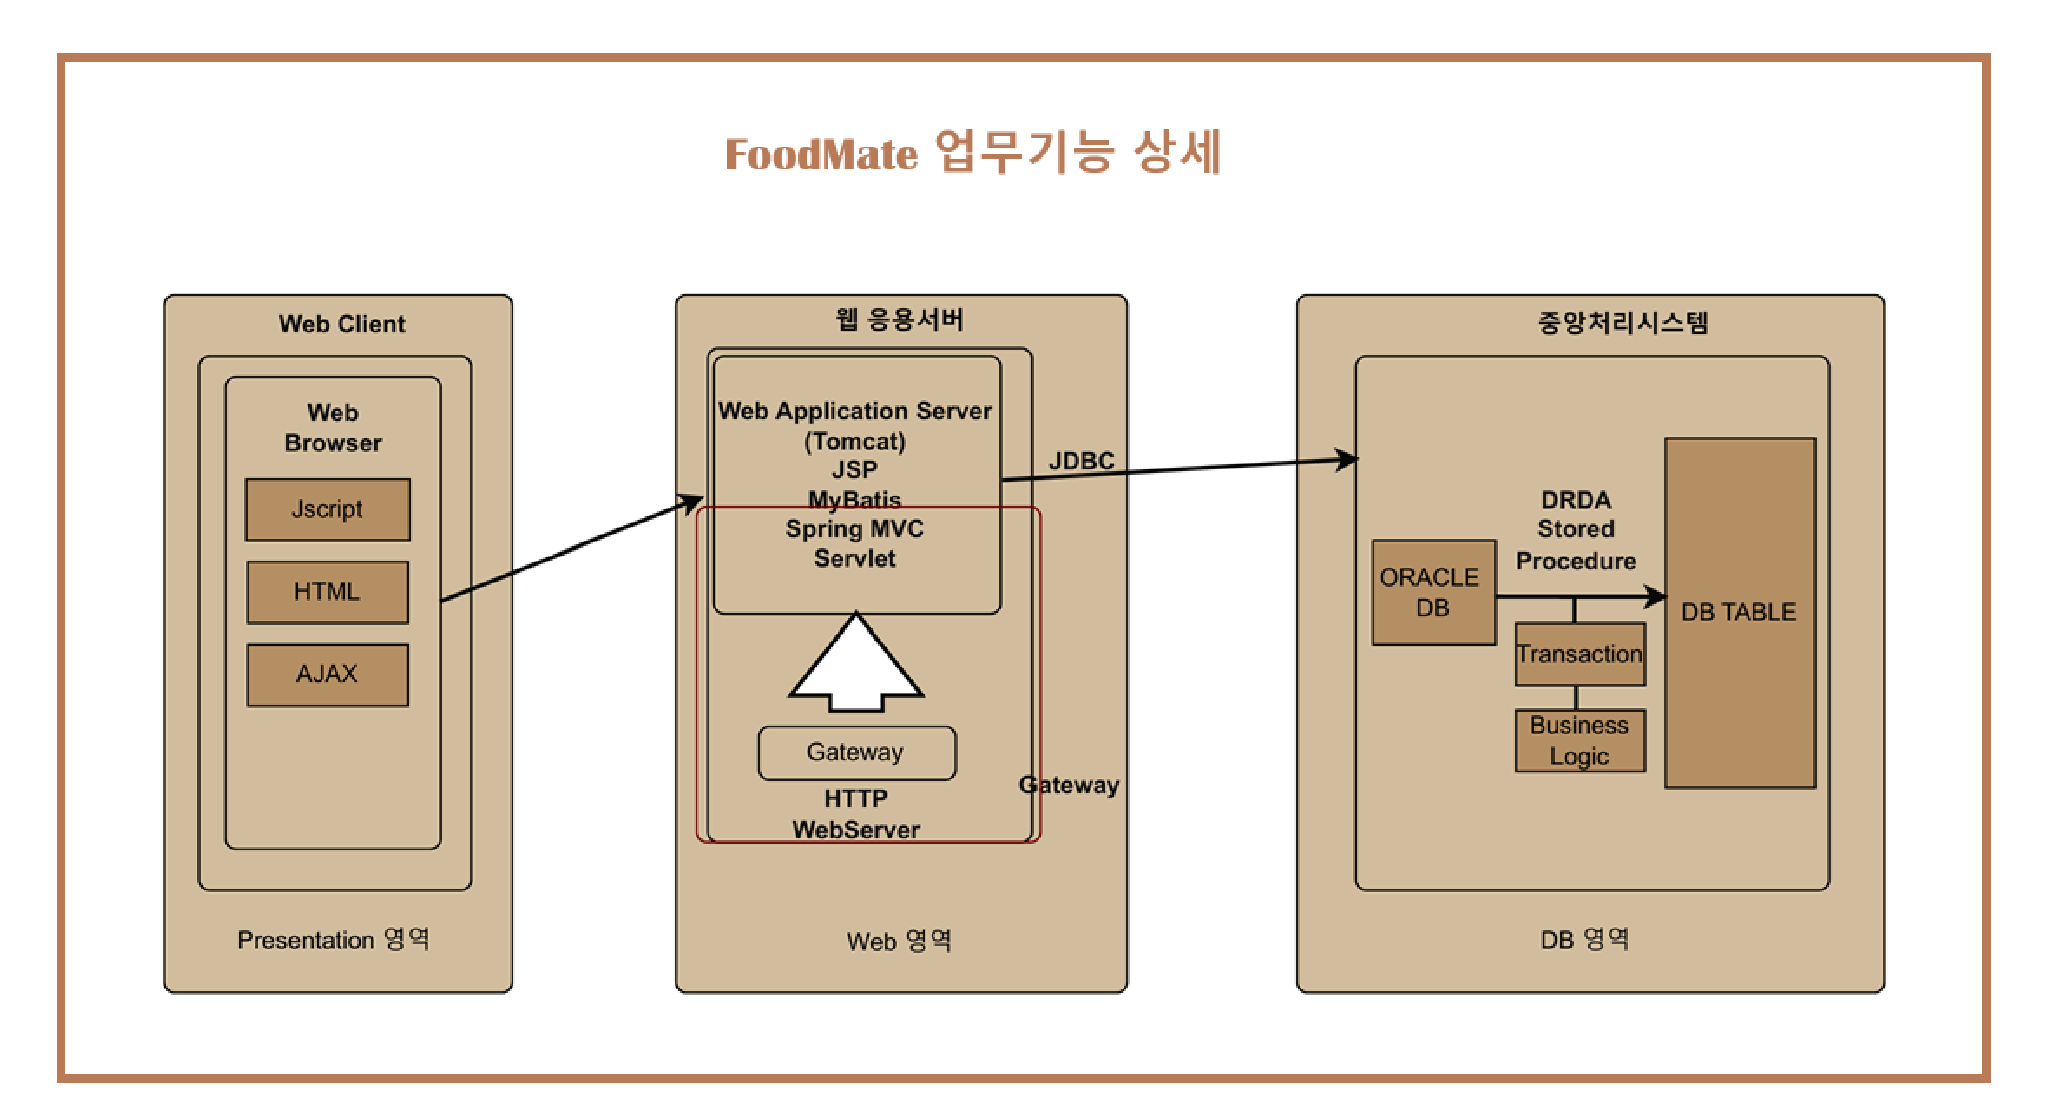 FoodMate 업무기능 상세
Web Client
Web
Browser
Jscript
HTML
AJAX
Presentation 영역
웹 응용서버
Web Application Server
(Tomcat)
JSP
MyBatis
Spring MVC
Servlet
Gateway
HTTP
WebServer
Gateway
Web 영역
JDBC
중앙처리시스템
ORACLE
DB
DRDA
Stored
Procedure
Transaction
Business
Logic
DB TABLE
DB 영역